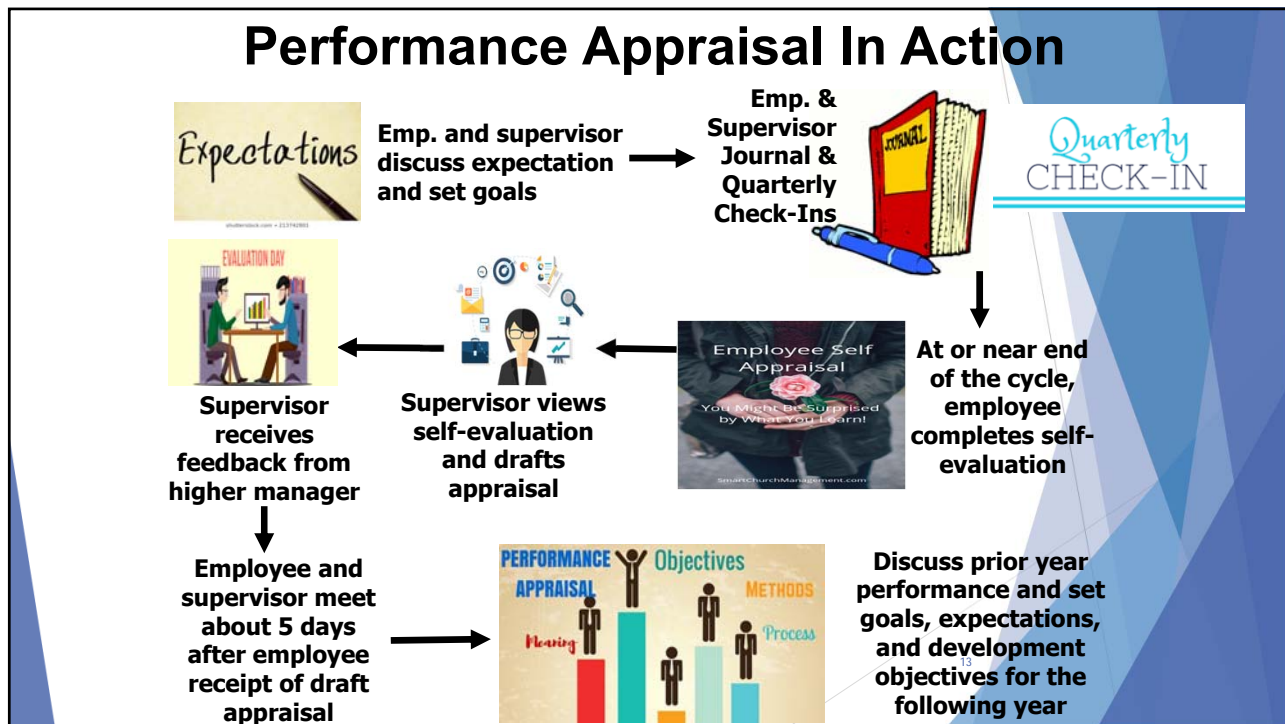 Performance Appraisal In Action
Expectations
shutterstock.com • 213742801
Emp. and supervisor
discuss expectation
and set goals
Emp. &
Supervisor
Journal &
Quarterly
Check-Ins
JOURNAL
Quarterly
CHECK-IN
At or near end
of the cycle,
employee
completes self-
evaluation
Employee Self
Appraisal
You Might Be Surprised
by What You Learn!
SmartChurchManagement.com
Supervisor views
self-evaluation
and drafts
appraisal
EVALUATION DAY
Supervisor
receives
feedback from
higher manager
Employee and
supervisor meet
about 5 days
after employee
receipt of draft
appraisal
PERFORMANCE
APPRAISAL
Objectives
METHODS
Meaning
Process
Discuss prior year
performance and set
goals, expectations,
and development
objectives for the
following year
13